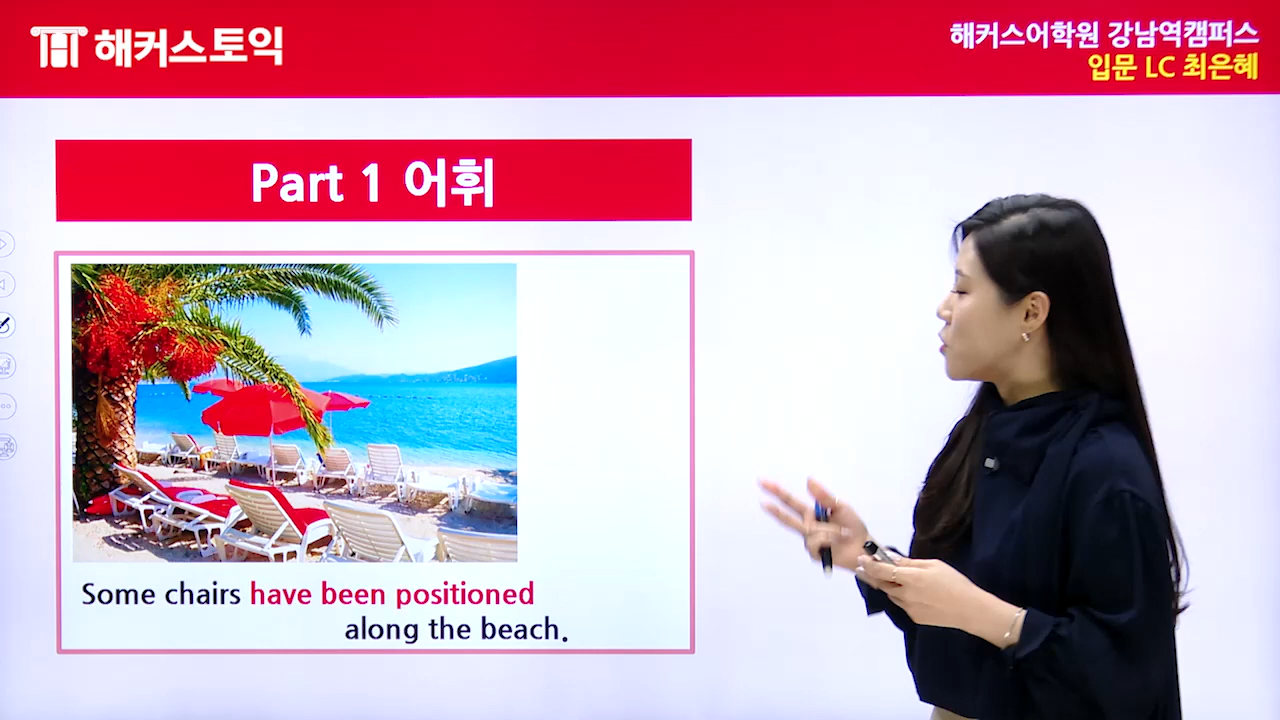 해커스토익
해커스어학원 강남역캠퍼스
입문 LC 최은혜
Part 1 어휘
Some chairs have been positioned
along the beach.